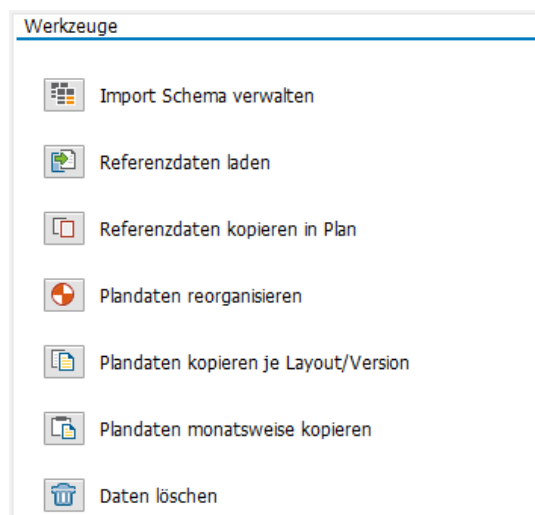 Werkzeuge
Import Schema verwalten
Referenzdaten laden
Referenzdaten kopieren in Plan
Plandaten reorganisieren
Plandaten kopieren je Layout/Version
Plandaten monatsweise kopieren
Daten löschen